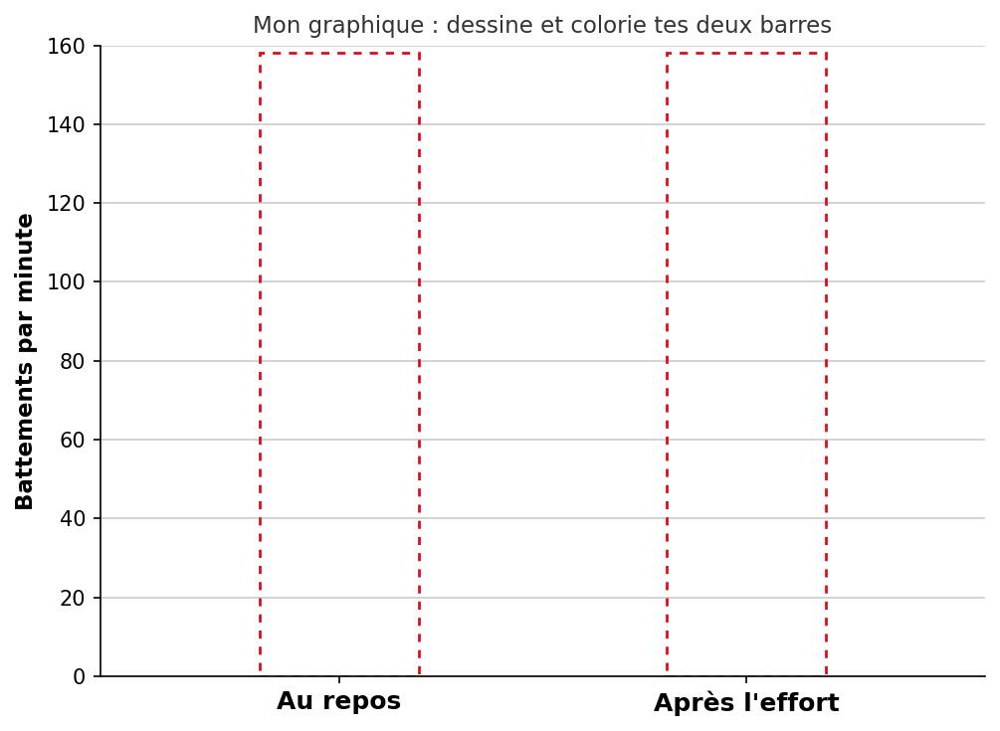 Mon graphique : dessine et colorie tes deux barres
160
140
120
100
80
60
40
20
0
Battements par minute
Au repos
Après l'effort